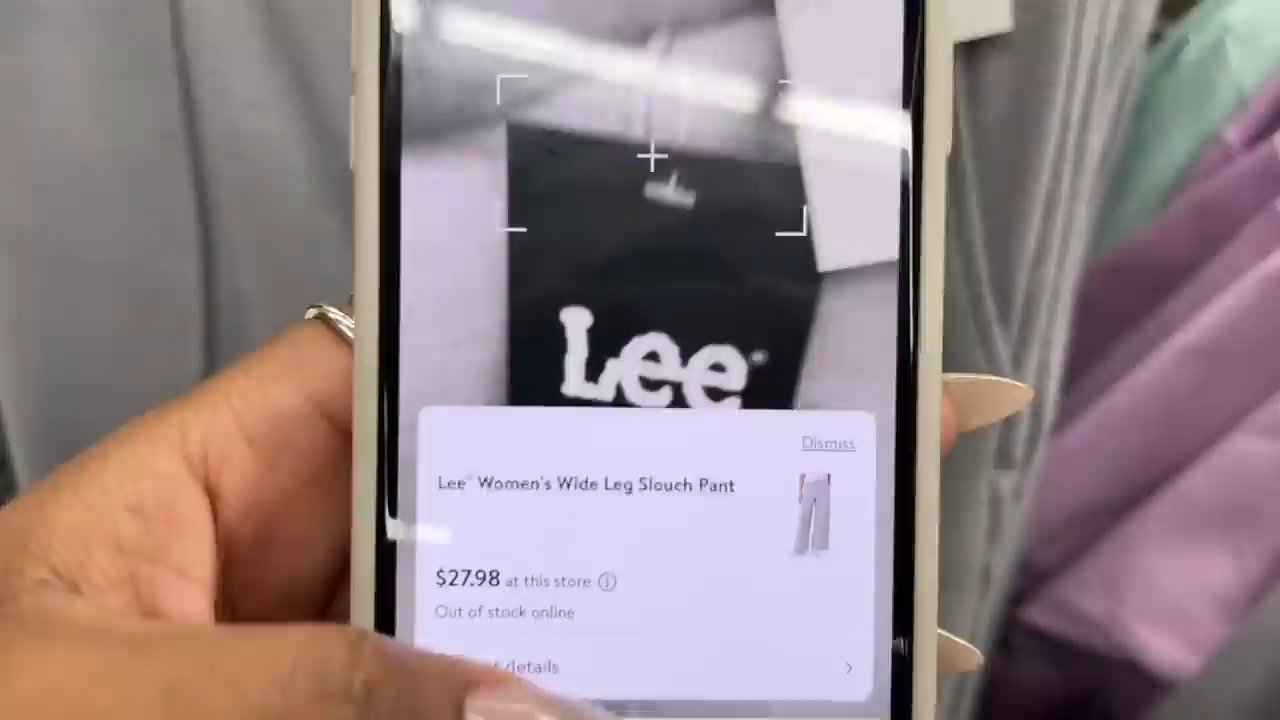 Lee®
Dismiss
Lee® Women's Wide Leg Slouch Pant
$27.98 at this store
Out of stock online
details